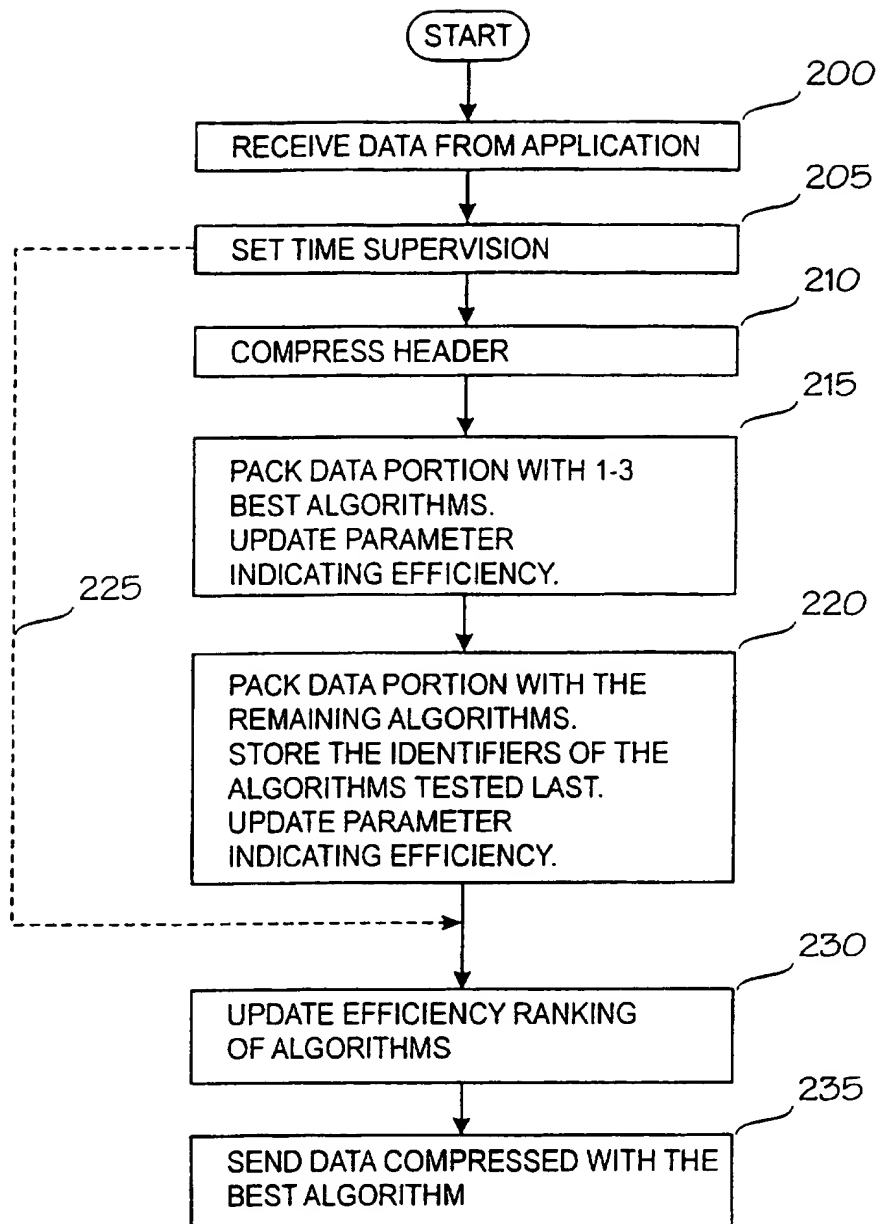 START
200
RECEIVE DATA FROM APPLICATION
205
SET TIME SUPERVISION
210
COMPRESS HEADER
215
PACK DATA PORTION WITH 1-3
BEST ALGORITHMS.
UPDATE PARAMETER
INDICATING EFFICIENCY.
225
220
PACK DATA PORTION WITH THE
REMAINING ALGORITHMS.
STORE THE IDENTIFIERS OF THE
ALGORITHMS TESTED LAST.
UPDATE PARAMETER
INDICATING EFFICIENCY.
230
UPDATE EFFICIENCY RANKING
OF ALGORITHMS
235
SEND DATA COMPRESSED WITH THE
BEST ALGORITHM